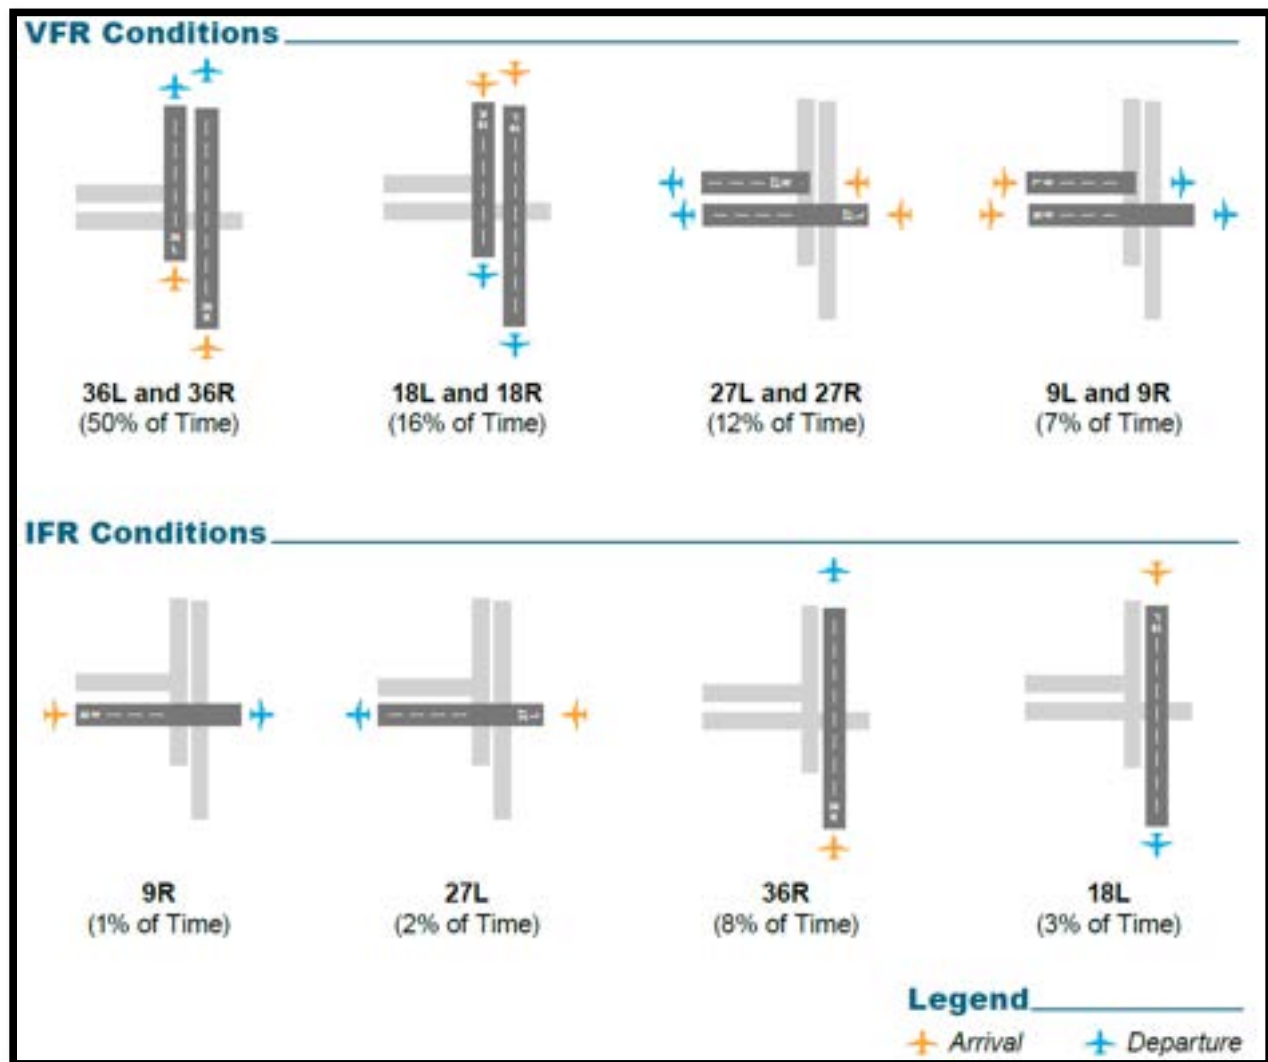 VFR Conditions
36L and 36R
(50% of Time)
18L and 18R
(16% of Time)
27L and 27R
(12% of Time)
9L and 9R
(7% of Time)
IFR Conditions
9R
(1% of Time)
27L
(2% of Time)
36R
(8% of Time)
18L
(3% of Time)
Legend
Arrival
Departure